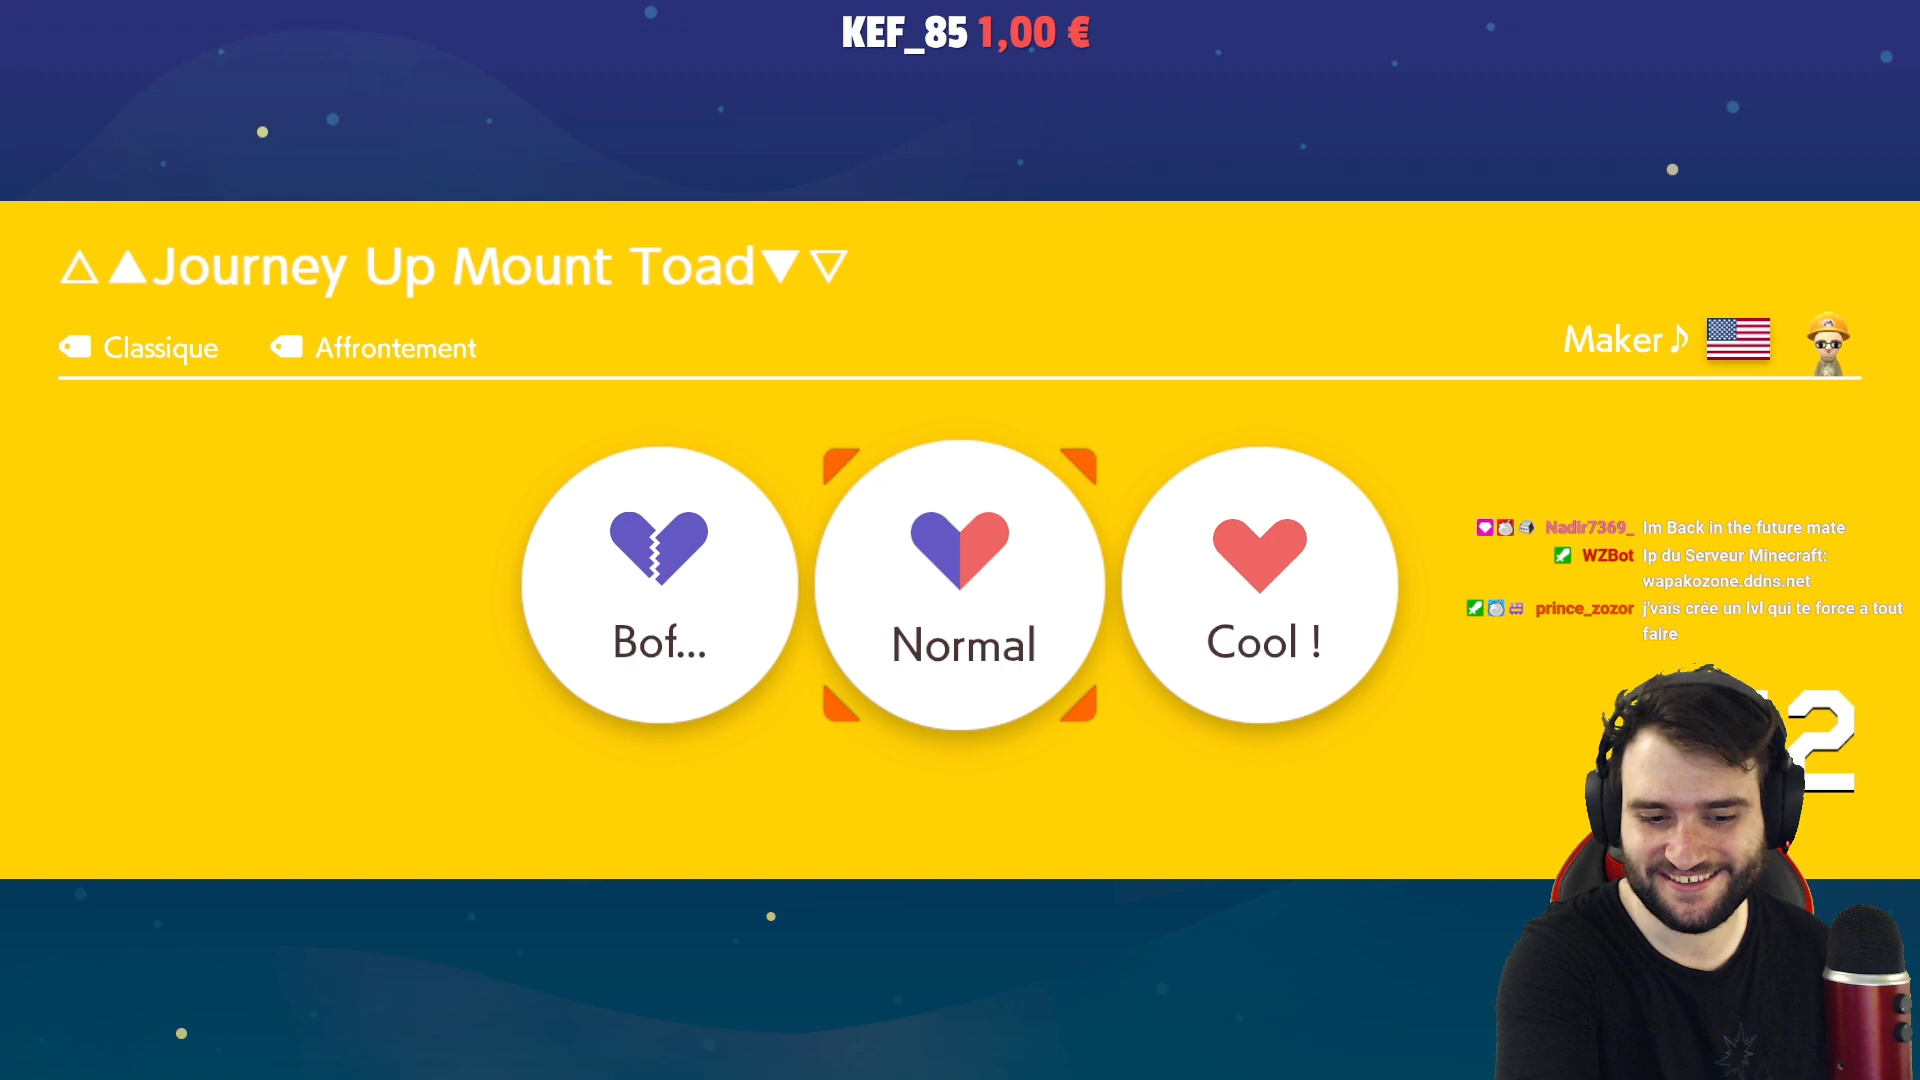 KEF_85 1,00 €
△▲Journey Up Mount Toad▼▽
Classique Affrontement
Maker♪
Bof...
Normal
Cool !
Nadir7369_ Im Back in the future mate
WZBot Ip du Serveur Minecraft:
wapakozone.ddns.net
prince_zozor j'vais crée un lvl qui te force a tout
faire
2